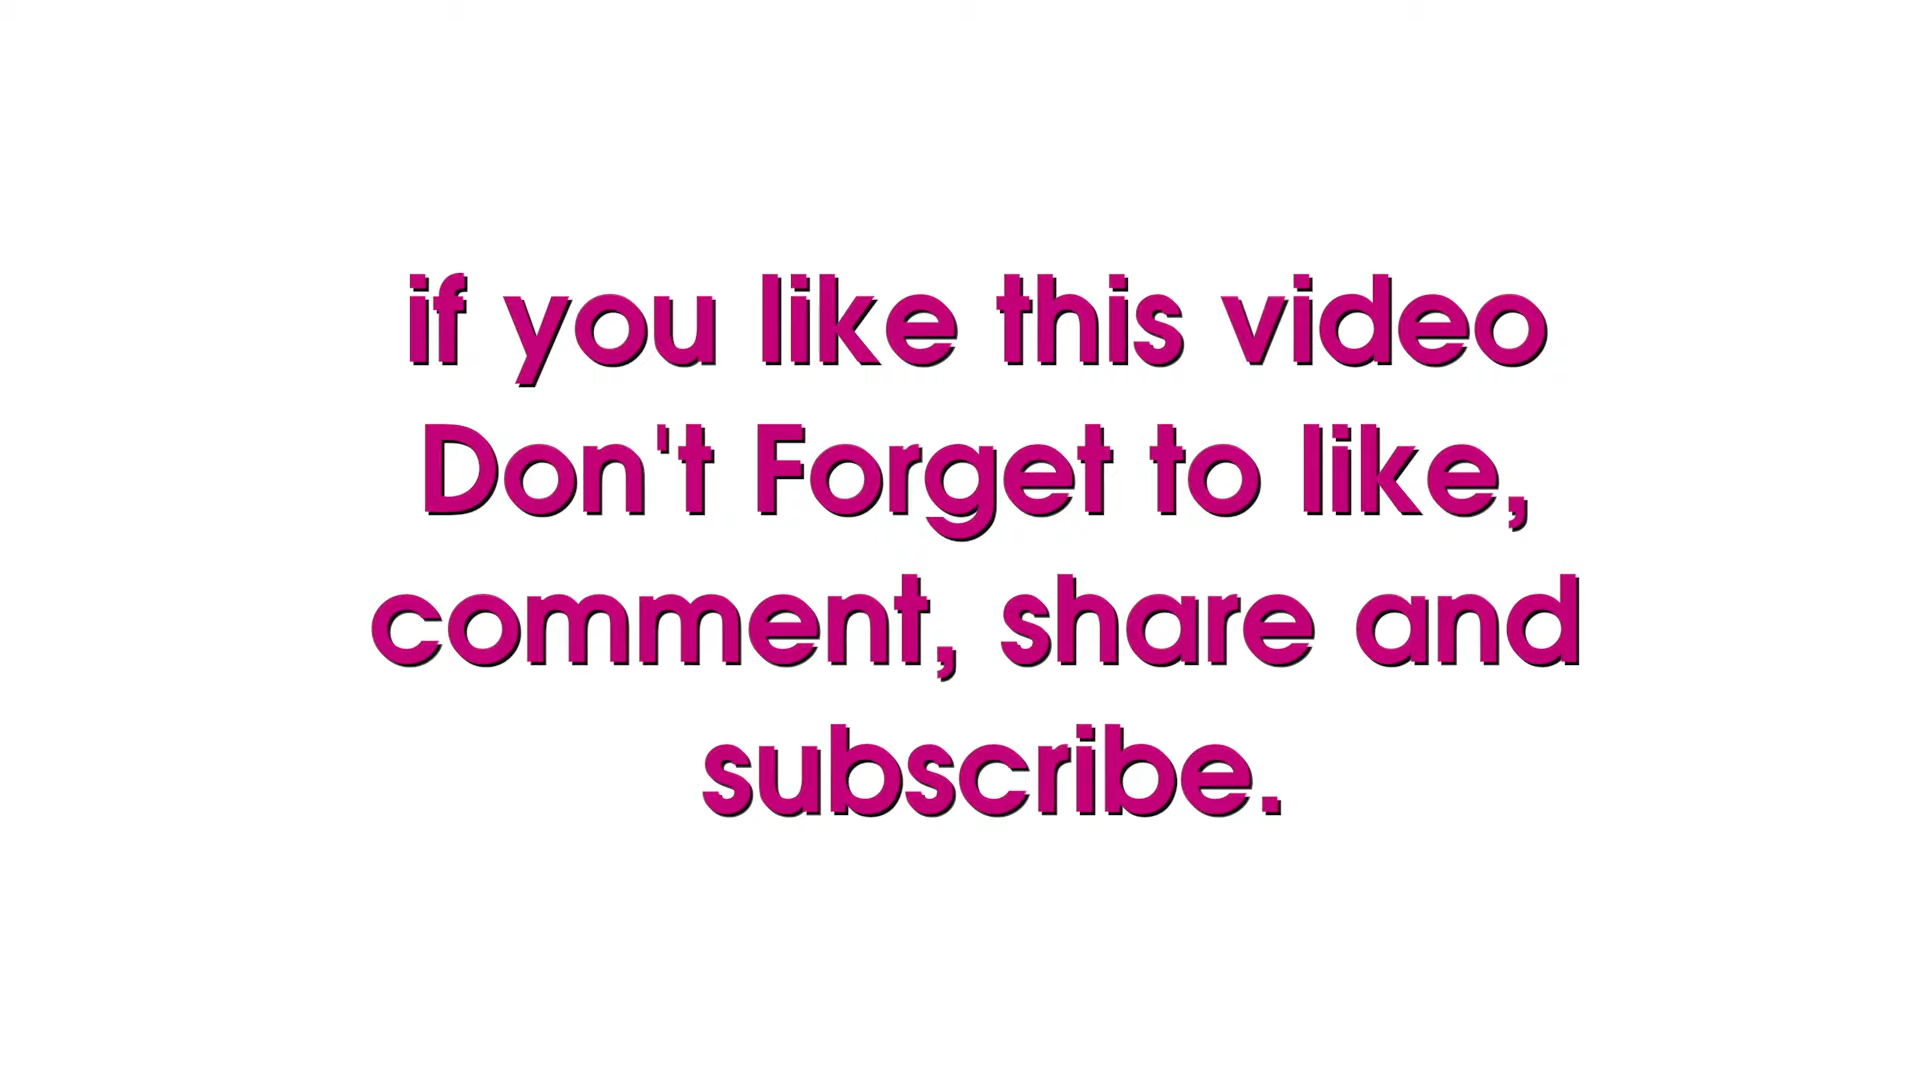 if you like this video
Don't Forget to like,
comment, share and
subscribe.